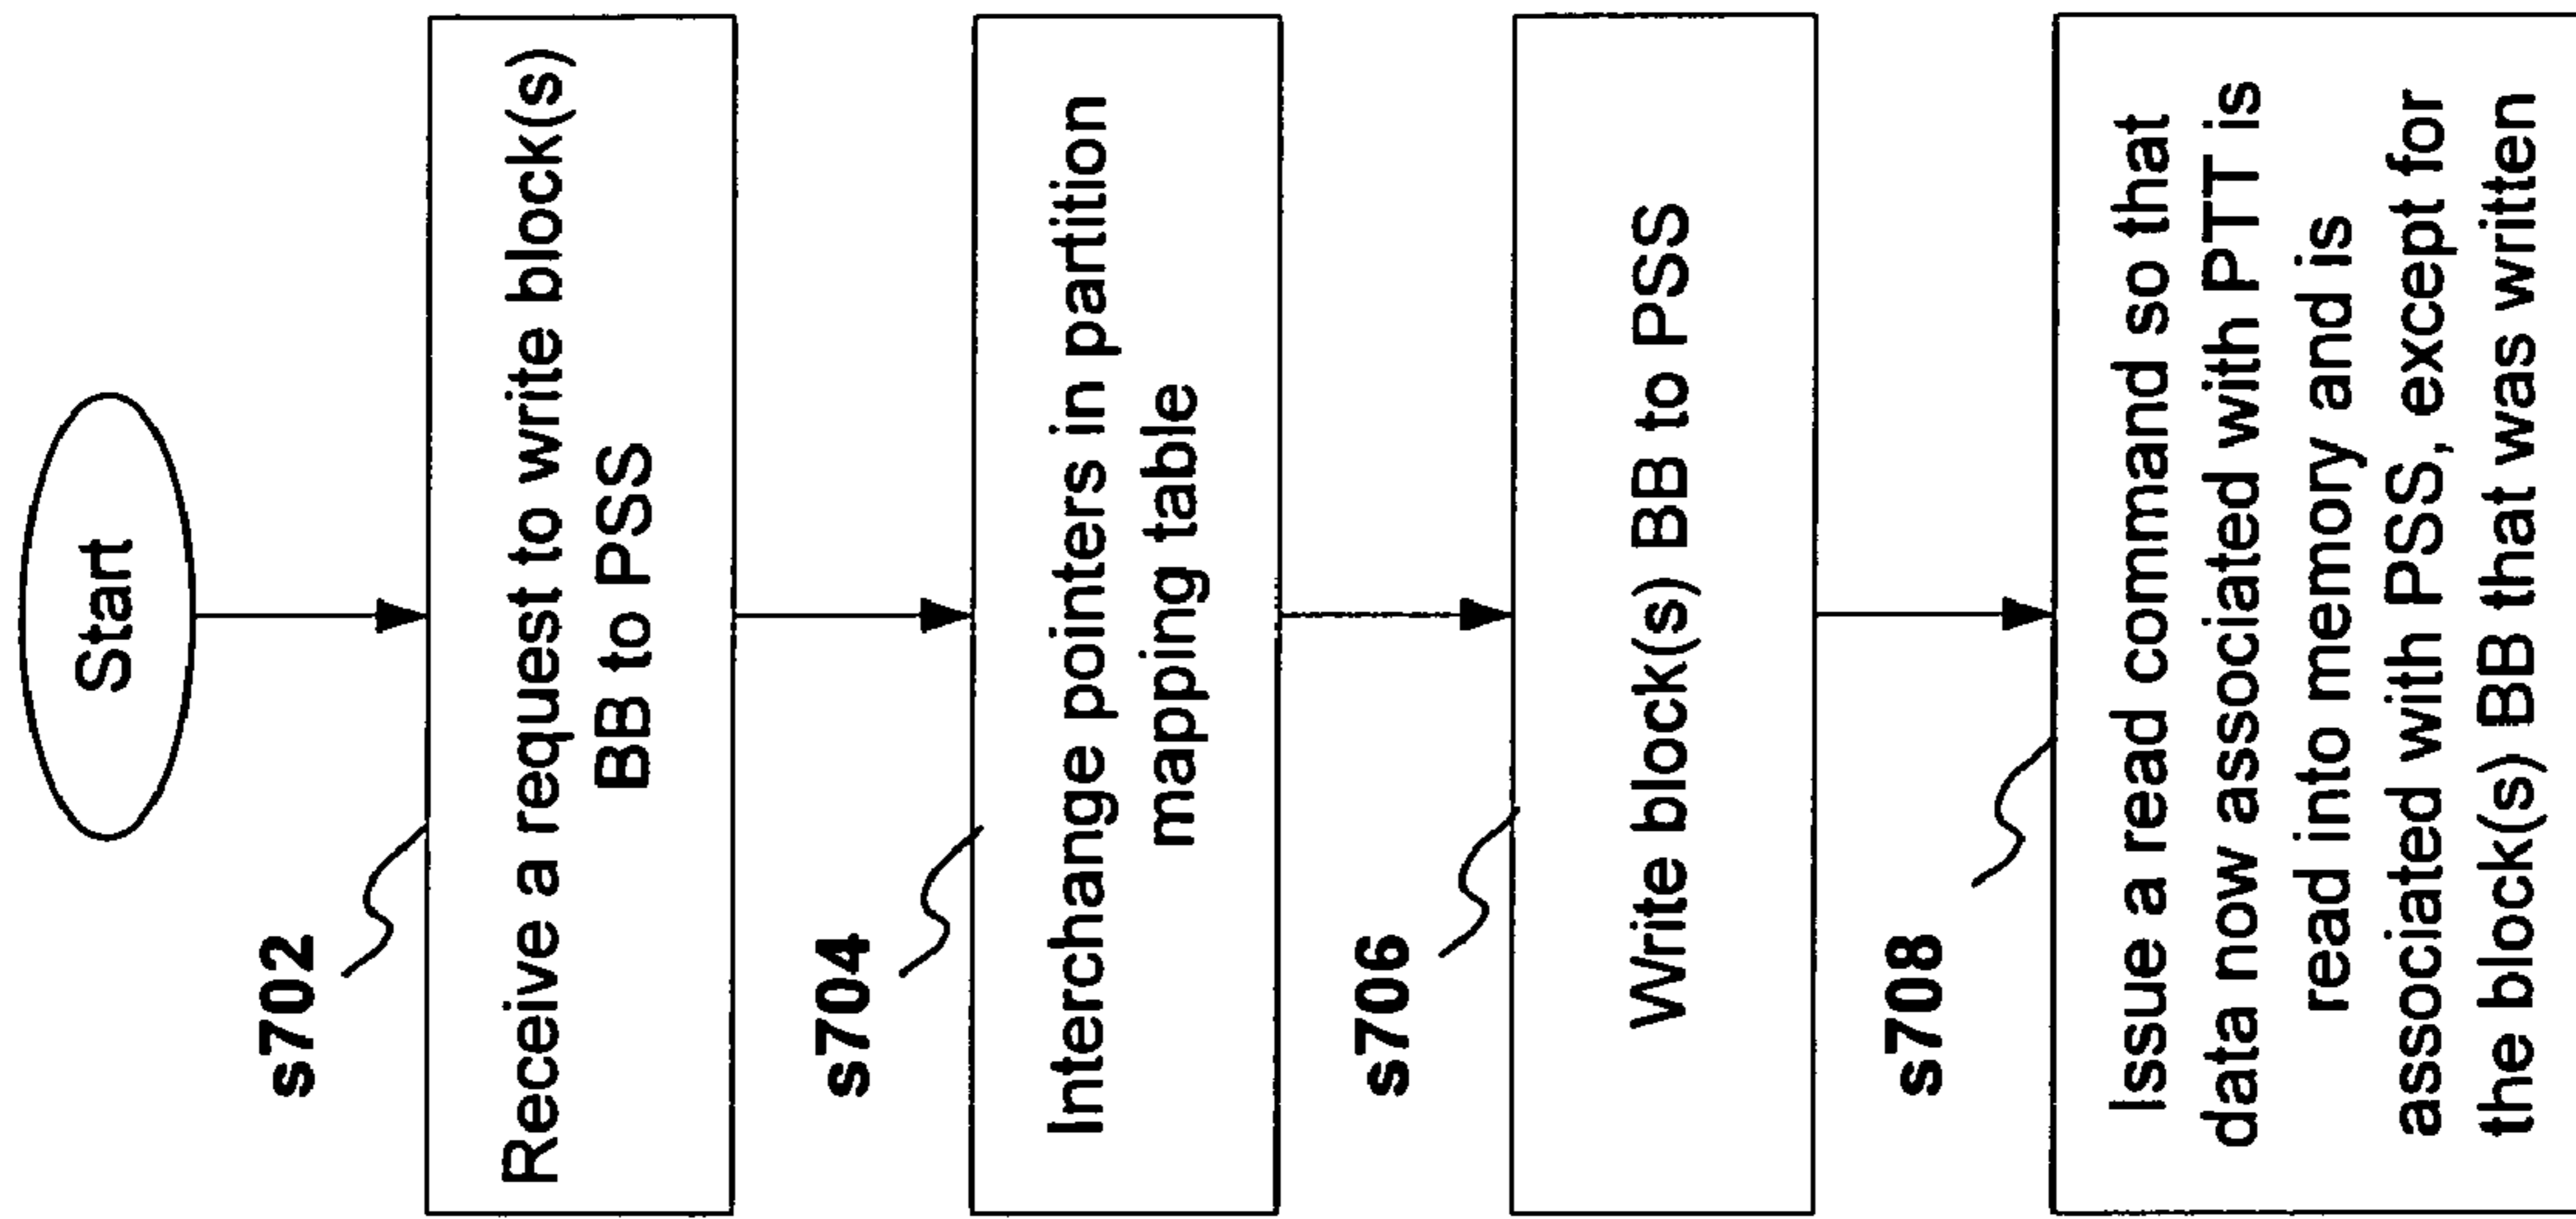 Start
s702
Receive a request to write block(s)
BB to PSS
s704
Interchange pointers in partition
mapping table
s706
Write block(s) BB to PSS
s708
Issue a read command so that
data now associated with PTT is
read into memory and is
associated with PSS, except for
the block(s) BB that was written